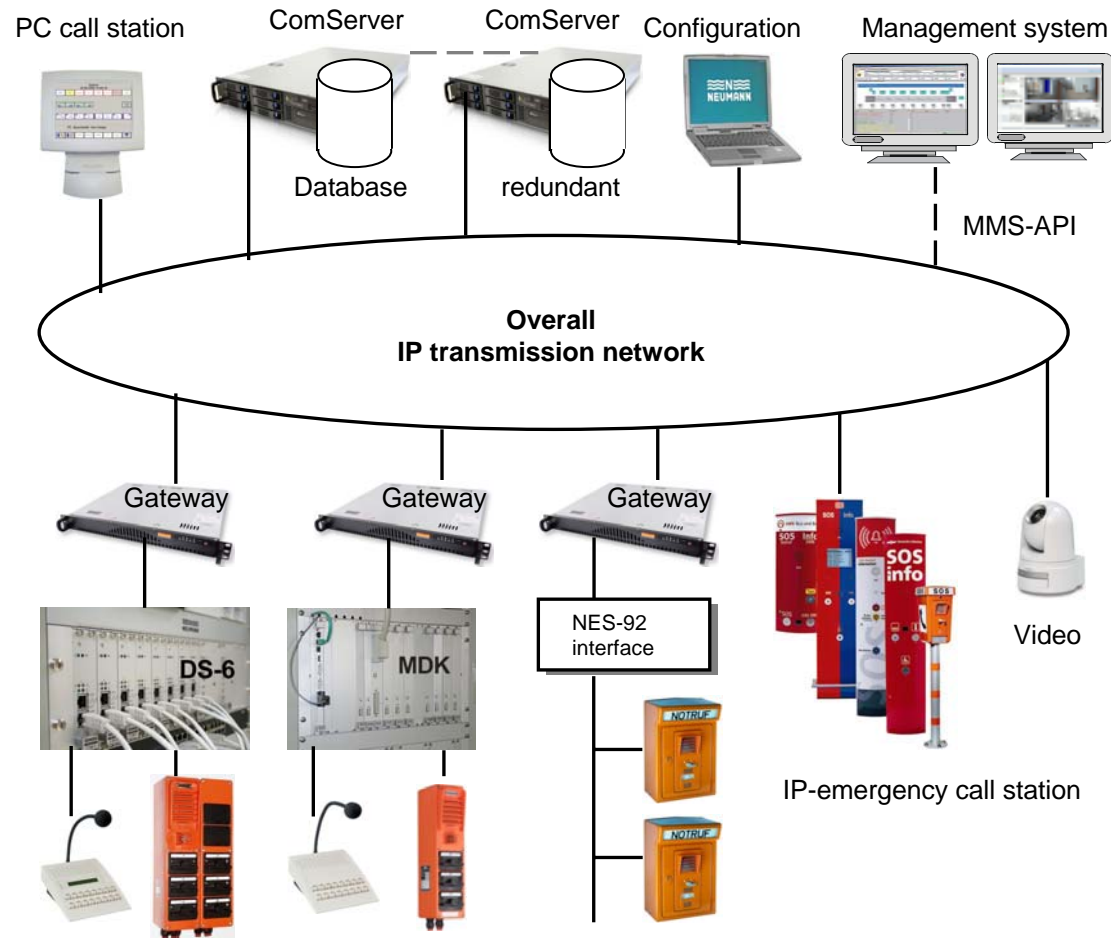 PC call station
ComServer
ComServer
Configuration
Management system
NEUMANN
Database
redundant
MMS-API
Overall
IP transmission network
Gateway
Gateway
Gateway
DS-6
MDK
NES-92
interface
NOTRUF
NOTRUF
SOS
Info
SOS
Info
SOS
info
SOS
Video
IP-emergency call station